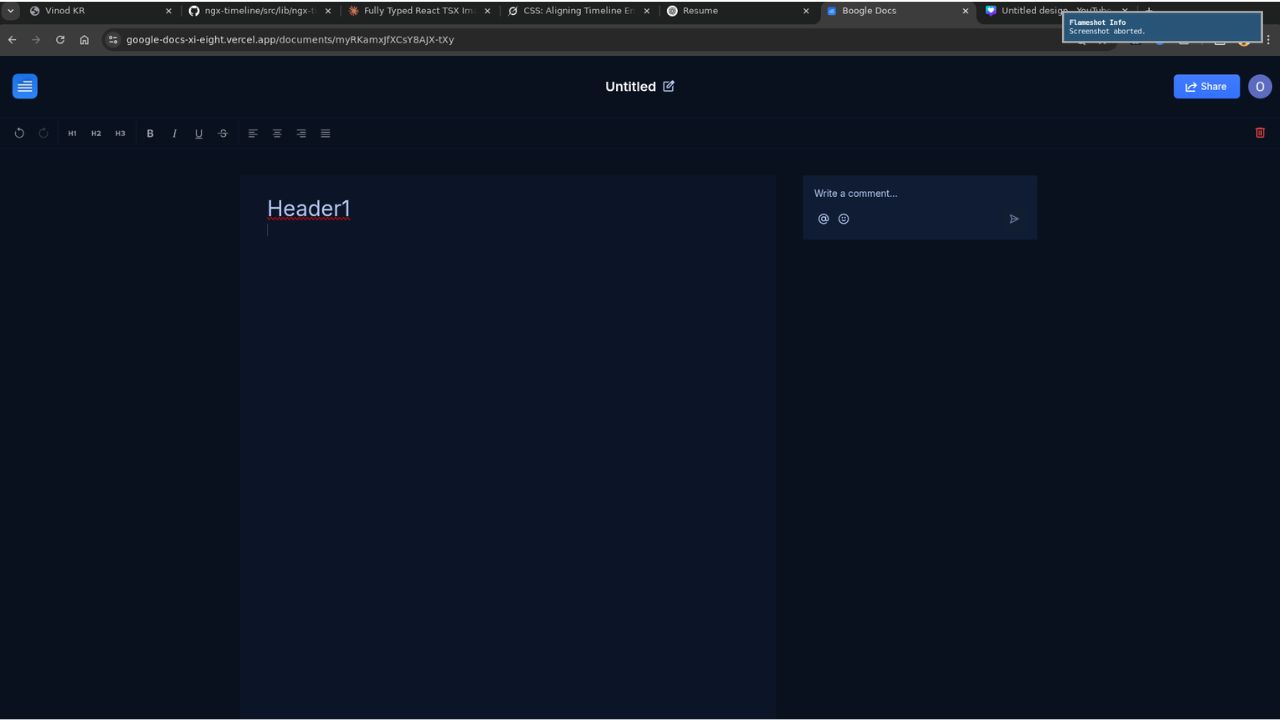 Vinod KR
ngx-timeline/src/lib/ngx-t
Fully Typed React TSX Im
CSS: Aligning Timeline En
Resume
Boogle Docs
Untitled design - YouTube
Flameshot Info
Screenshot aborted.
google-docs-xi-eight.vercel.app/documents/myRKamxJfXCsY8AJX-tXy
Untitled
Share
O
H1 H2 H3 B I U S
Header1
Write a comment...
@